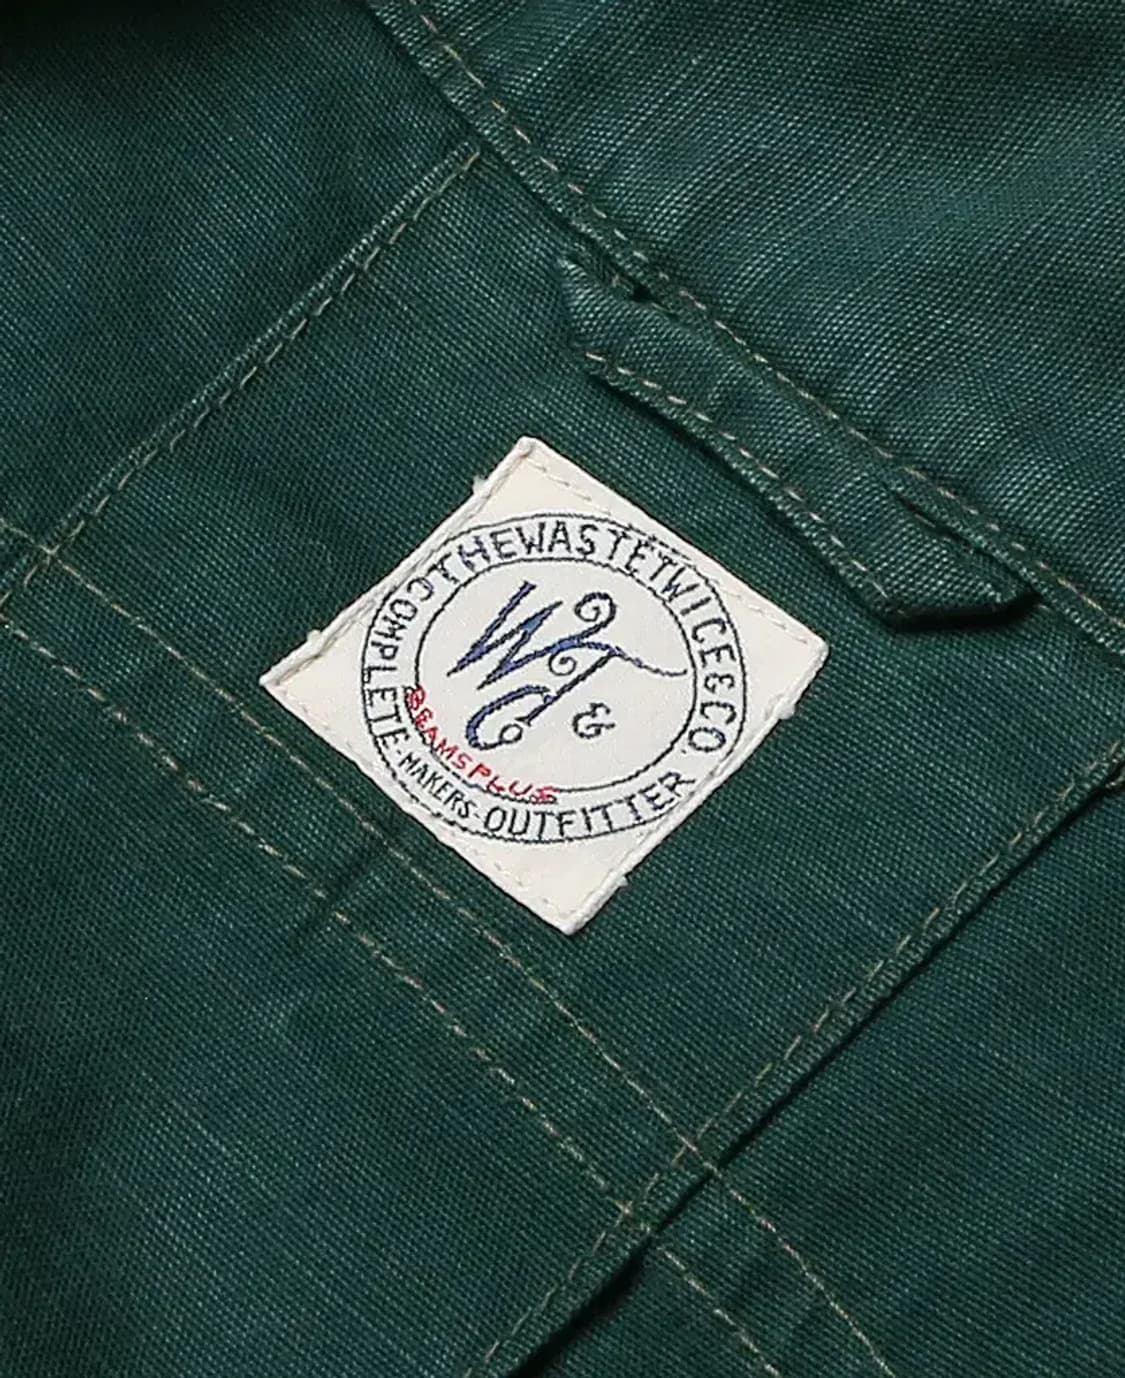 THEWASTETWICE&CO.
COMPLETE·MAKERS·OUTFITTER
WT&
BEAMSPLUS